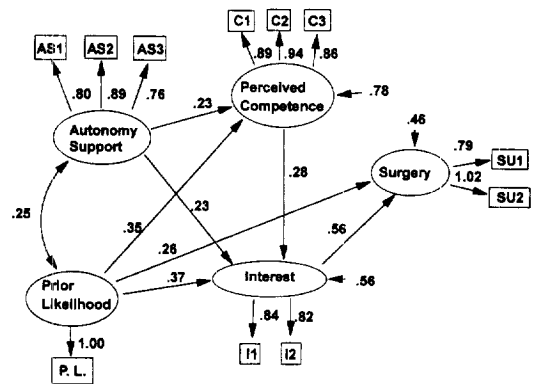 C1 C2 C3
AS1 AS2 AS3
.89 .94 .86
.80 .89 .76
Perceived
Competence
.78
.23
Autonomy
Support
.46
.79
SU1
Surgery
1.02
SU2
.28
.25
.35
.23
.56
.26
Prior
Likelihood
.37
Interest
.56
.84 .82
1.00
I1 I2
P. L.